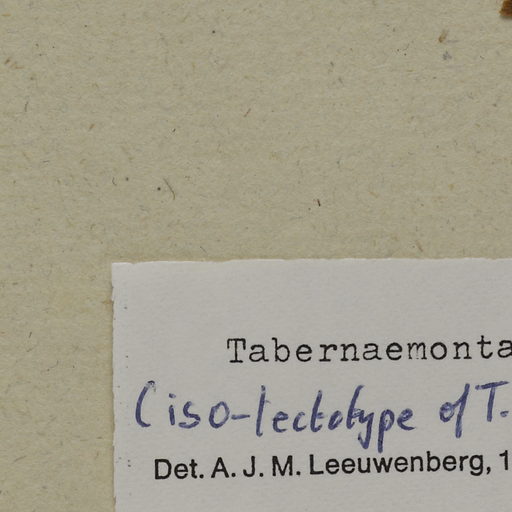 Tabernaemonta
(iso-lectotype of T.
Det. A. J. M. Leeuwenberg, 1